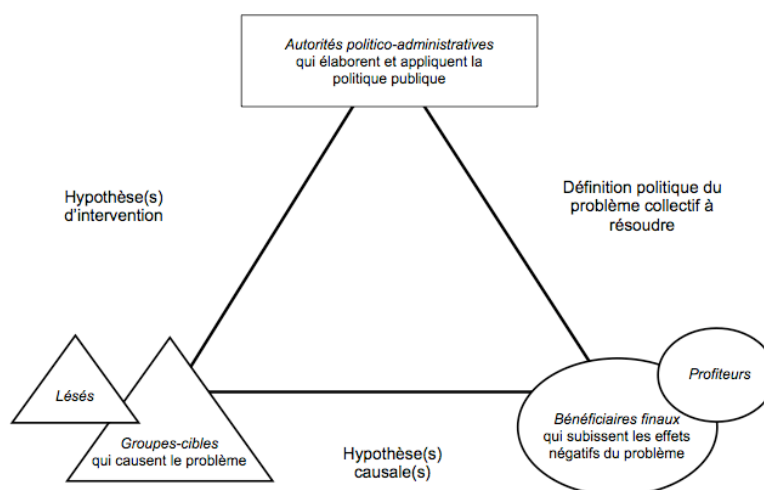 Autorités politico-administratives
qui élaborent et appliquent la
politique publique
Hypothèse(s)
d'intervention
Définition politique du
problème collectif à
résoudre
Lésés
Groupes-cibles
qui causent le problème
Hypothèse(s)
causale(s)
Profiteurs
Bénéficiaires finaux
qui subissent les effets
négatifs du problème